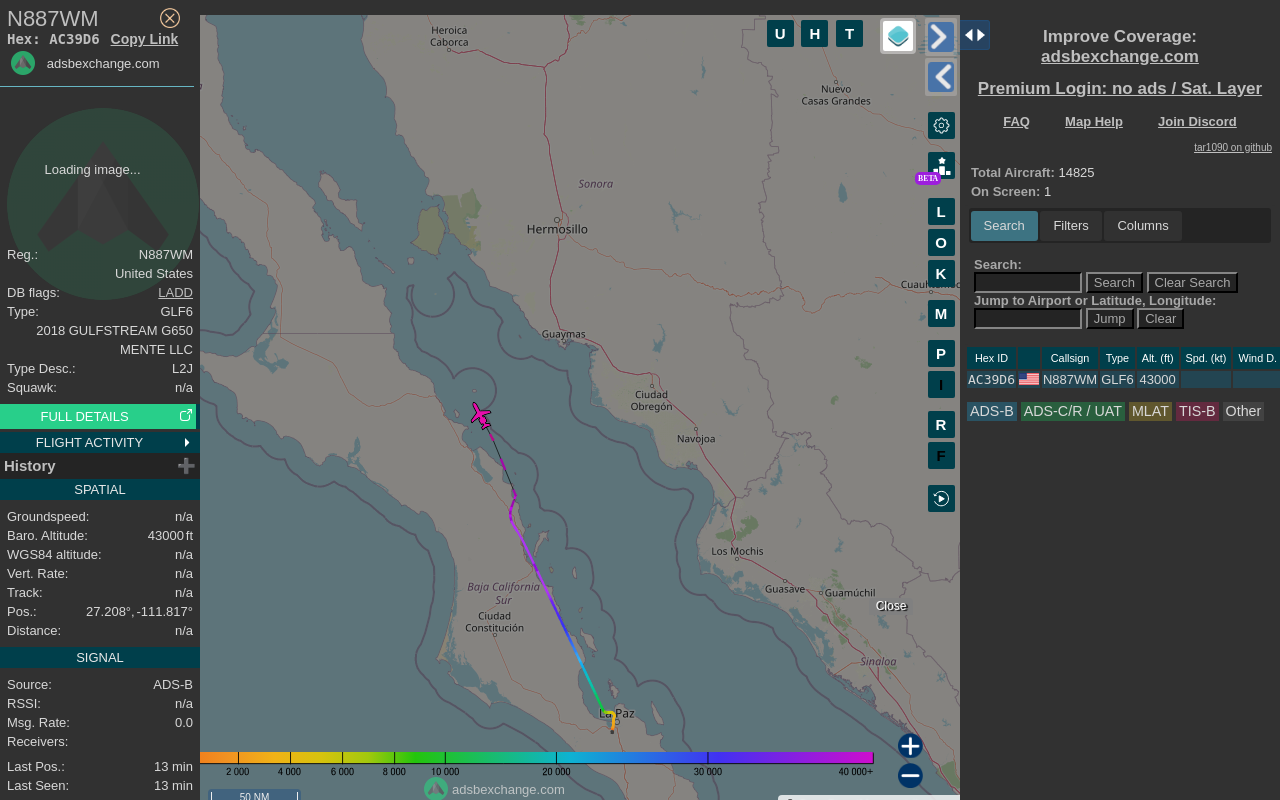 N887WM
Hex: AC39D6 Copy Link
adsbexchange.com
Loading image...
Reg.: N887WM
United States
DB flags: LADD
Type: GLF6
2018 GULFSTREAM G650
MENTE LLC
Type Desc.: L2J
Squawk: n/a
FULL DETAILS
FLIGHT ACTIVITY
History
SPATIAL
Groundspeed: n/a
Baro. Altitude: 43000 ft
WGS84 altitude: n/a
Vert. Rate: n/a
Track: n/a
Pos.: 27.208°, -111.817°
Distance: n/a
SIGNAL
Source: ADS-B
RSSI: n/a
Msg. Rate: 0.0
Receivers:
Last Pos.: 13 min
Last Seen: 13 min
Heroica
Caborca
Nuevo
Casas Grandes
Sonora
Hermosillo
Guaymas
Ciudad
Obregón
Navojoa
Los Mochis
Guasave
Guamúchil
Baja California
Sur
Ciudad
Constitución
Sinaloa
La Paz
Close
U H T
BETA
L
O
K
M
P
I
R
F
2 000 4 000 6 000 8 000 10 000 20 000 30 000 40 000+
50 NM
adsbexchange.com
Improve Coverage:
adsbexchange.com
Premium Login: no ads / Sat. Layer
FAQ Map Help Join Discord
tar1090 on github
Total Aircraft: 14825
On Screen: 1
Search Filters Columns
Search:
Search Clear Search
Jump to Airport or Latitude, Longitude:
Jump Clear
Hex ID Callsign Type Alt. (ft) Spd. (kt) Wind D.
AC39D6 N887WM GLF6 43000
ADS-B ADS-C/R / UAT MLAT TIS-B Other